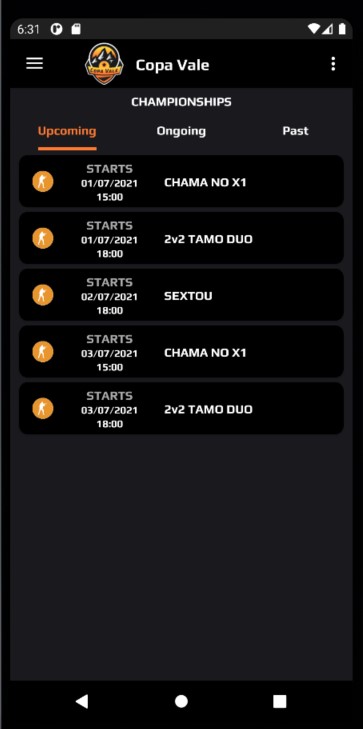 6:31
COPA VALE
Copa Vale
CHAMPIONSHIPS
Upcoming
Ongoing
Past
STARTS
01/07/2021
15:00
CHAMA NO X1
STARTS
01/07/2021
18:00
2v2 TAMO DUO
STARTS
02/07/2021
18:00
SEXTOU
STARTS
03/07/2021
15:00
CHAMA NO X1
STARTS
03/07/2021
18:00
2v2 TAMO DUO